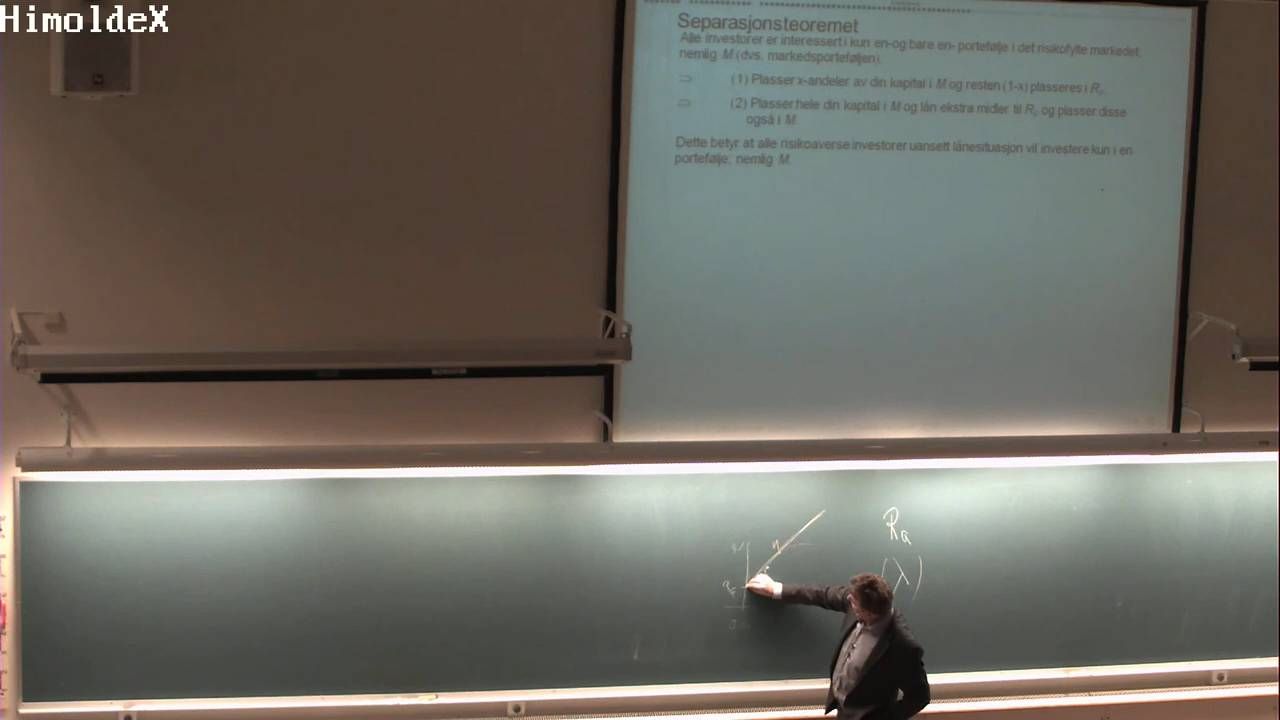 HimoldeX
Separasjonsteoremet
Alle investorer er interessert i kun en-og bare en- portefølje i det risikofylte markedet,
nemlig M (dvs. markedsporteføljen).
⊃ (1) Plasser x-andeler av din kapital i M og resten (1-x) plasseres i R
⊃ (2) Plasser hele din kapital i M og lån ekstra midler til R og plasser disse
også i M.
Dette betyr at alle risikoaverse investorer uansett lånesituasjon vil investere kun i en
portefølje: nemlig M.
Ra
(λ)